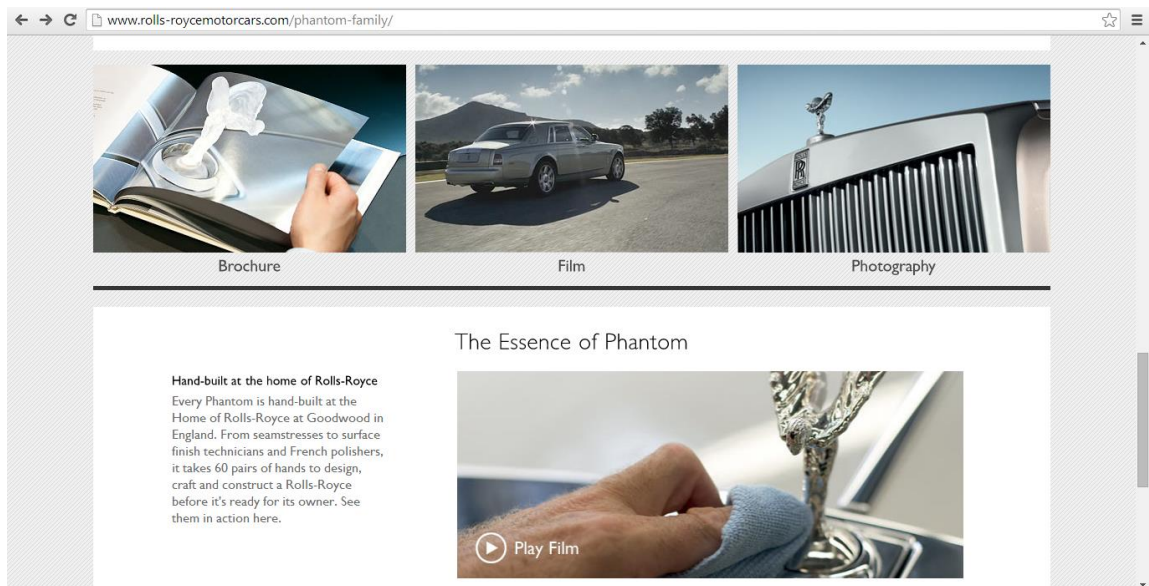 www.rolls-roycemotorcars.com/phantom-family/
Brochure
Film
Photography
The Essence of Phantom
Hand-built at the home of Rolls-Royce
Every Phantom is hand-built at the
Home of Rolls-Royce at Goodwood in
England. From seamstresses to surface
finish technicians and French polishers,
it takes 60 pairs of hands to design,
craft and construct a Rolls-Royce
before it's ready for its owner. See
them in action here.
Play Film